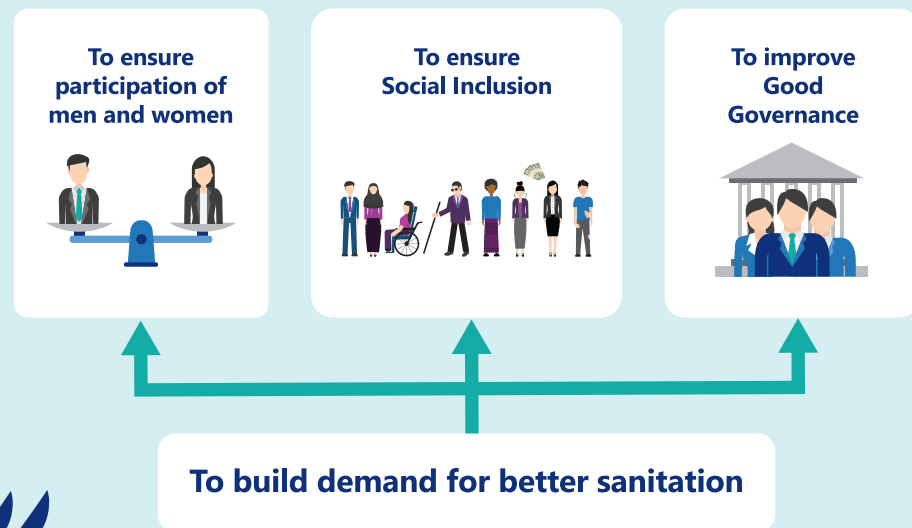 To ensure
participation of
men and women
To ensure
Social Inclusion
To improve
Good
Governance
To build demand for better sanitation